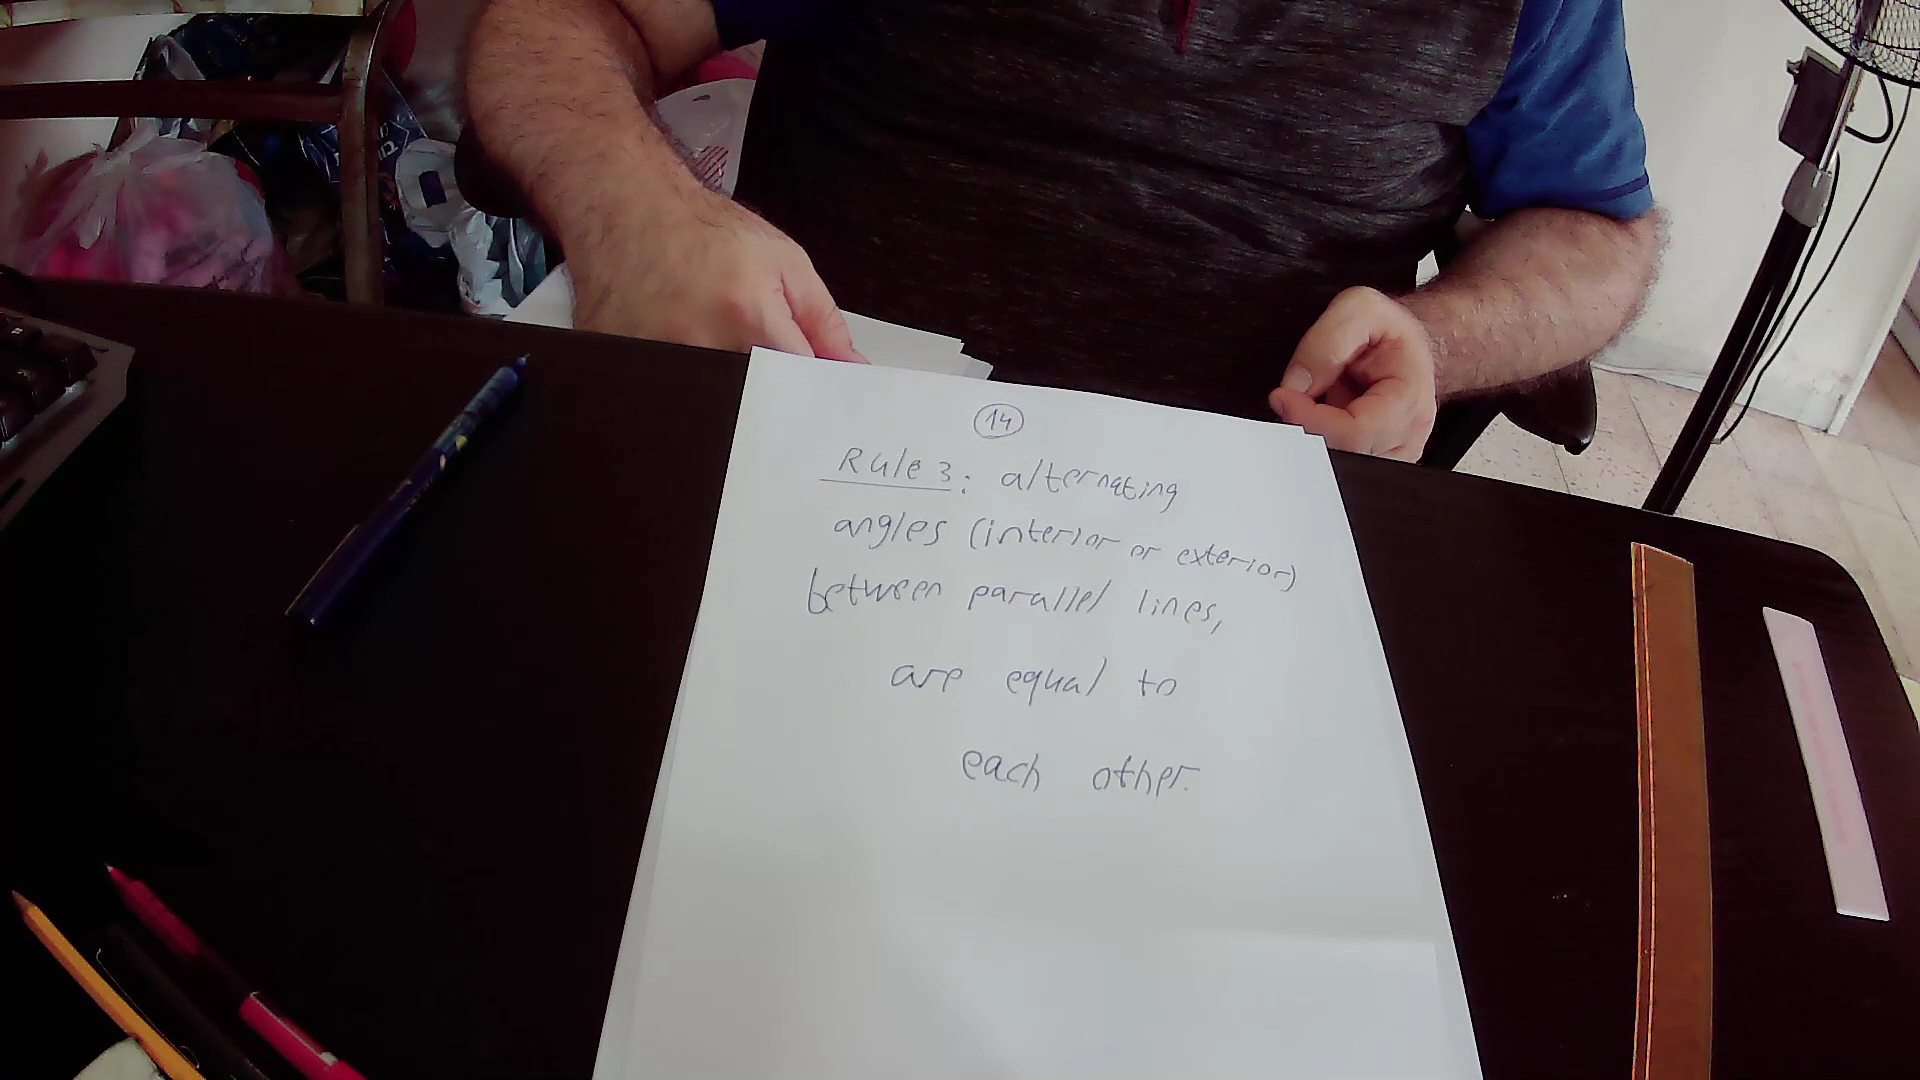 14
Rule 3: alternating
angles (interior or exterior)
between parallel lines,
are equal to
each other.